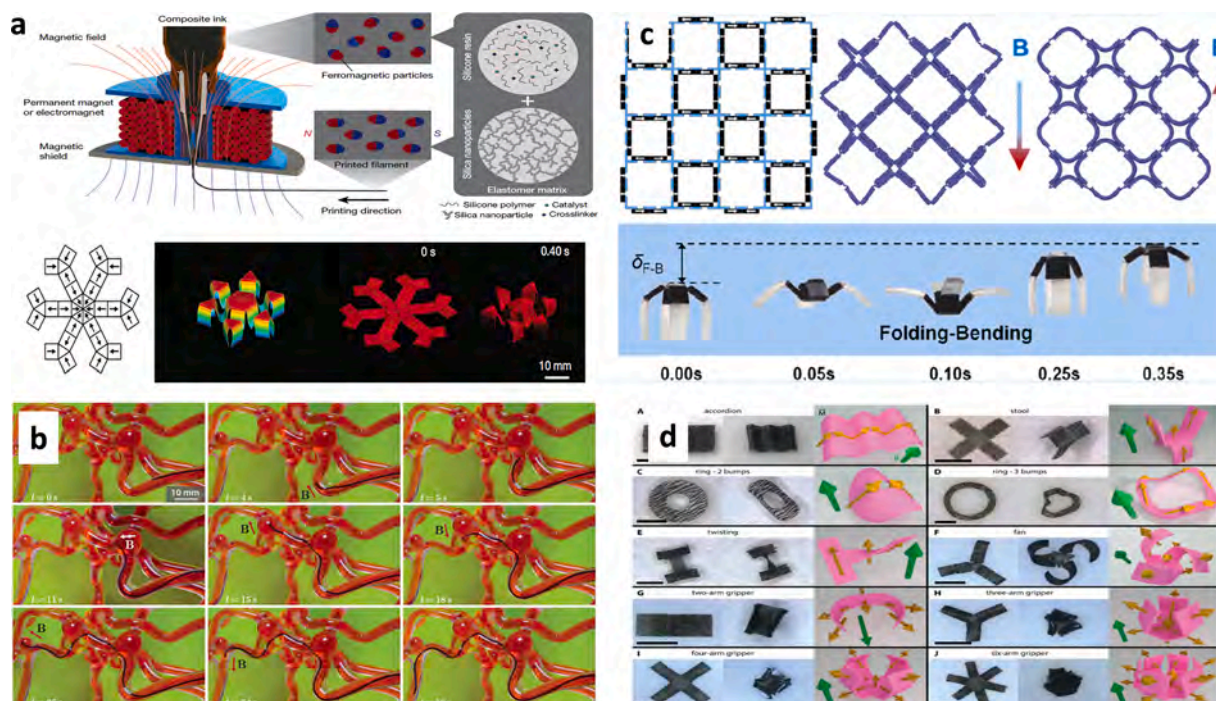 a
Composite ink
Magnetic field
Ferromagnetic particles
Permanent magnet
or electromagnet
Magnetic
shield
N
S
Printed filament
Printing direction
Silicone resin
+
Silica nanoparticles
Elastomer matrix
Silicone polymer
Catalyst
Silica nanoparticle
Crosslinker
0s
0.40s
10 mm
c
B
δF-B
Folding-Bending
0.00s
0.05s
0.10s
0.25s
0.35s
b
t = 0 s
10 mm
t = 4 s
B
t = 5 s
t = 11 s
B
t = 15 s
B
B
B
B
d
A
accordion
B
stool
C
ring - 2 bumps
D
ring - 3 bumps
E
twisting
F
fan
G
two-arm gripper
H
three-arm gripper
I
four-arm gripper
J
six-arm gripper